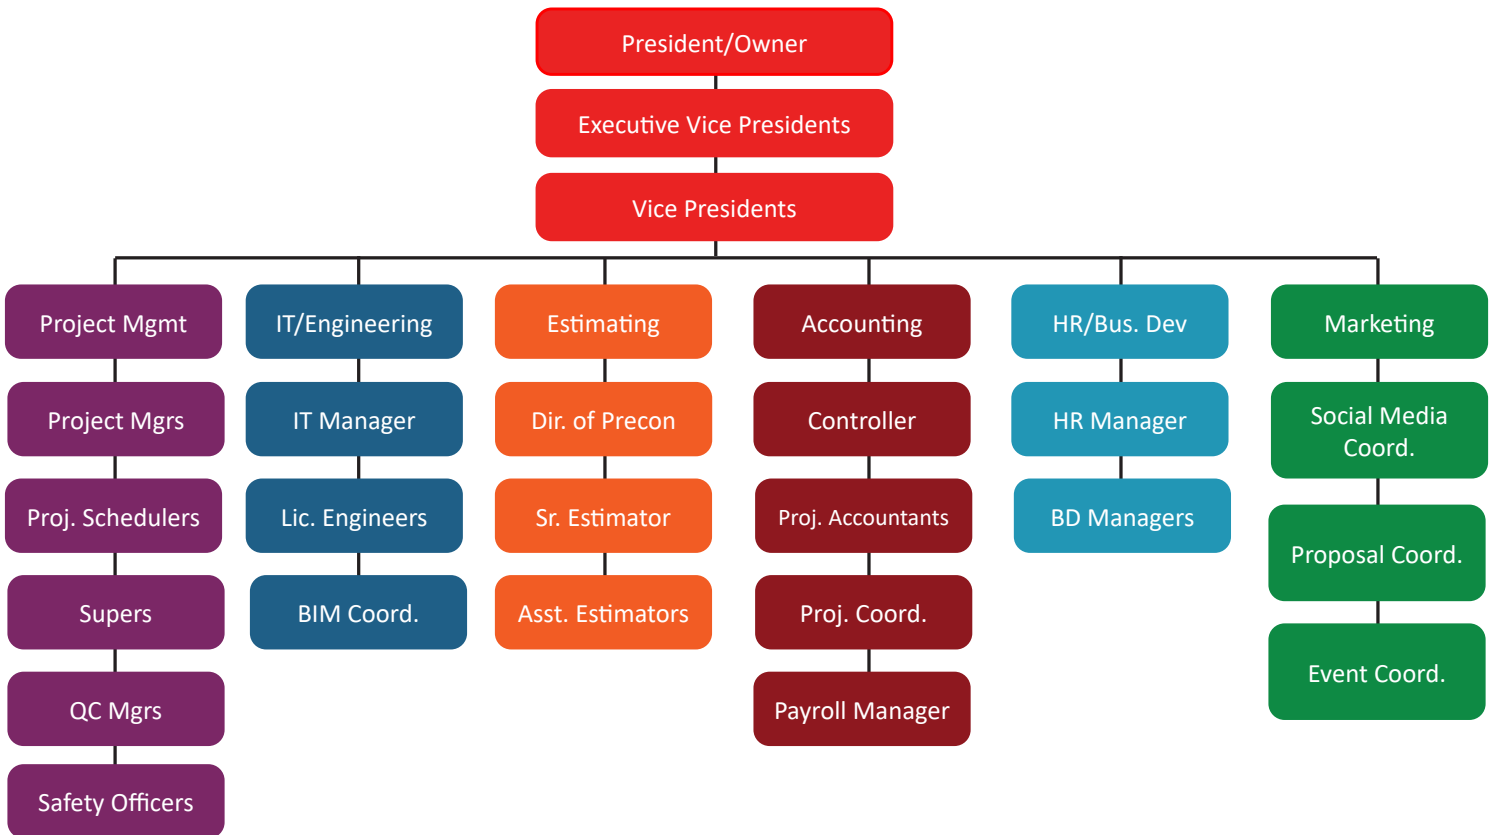 President/Owner
Executive Vice Presidents
Vice Presidents
Project Mgmt
IT/Engineering
Estimating
Accounting
HR/Bus. Dev
Marketing
Project Mgrs
IT Manager
Dir. of Precon
Controller
HR Manager
Social Media
Coord.
Proj. Schedulers
Lic. Engineers
Sr. Estimator
Proj. Accountants
BD Managers
Proposal Coord.
Supers
BIM Coord.
Asst. Estimators
Proj. Coord.
Event Coord.
QC Mgrs
Payroll Manager
Safety Officers